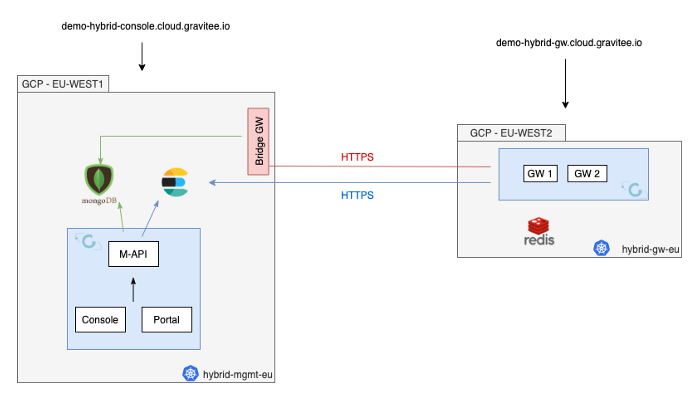 demo-hybrid-console.cloud.gravitee.io
demo-hybrid-gw.cloud.gravitee.io
GCP - EU-WEST1
GCP - EU-WEST2
Bridge GW
HTTPS
HTTPS
GW 1
GW 2
mongoDB
redis
hybrid-gw-eu
M-API
Console
Portal
hybrid-mgmt-eu